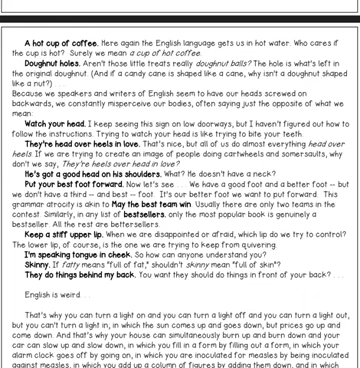 A hot cup of coffee. Here again the English language gets us in hot water. Who cares if
the cup is hot? Surely we mean a cup of hot coffee.
Doughnut holes. Aren't those little treats really doughnut balls? The hole is what's left in
the original doughnut. (And if a candy cane is shaped like a cane, why isn't a doughnut shaped
like a nut?)
Because we speakers and writers of English seem to have our heads screwed on
backwards, we constantly misperceive our bodies, often saying just the opposite of what we
mean:
Watch your head. I keep seeing this sign on low doorways, but I haven't figured out how to
follow the instructions. Trying to watch your head is like trying to bite your teeth.
They're head over heels in love. That's nice, but all of us do almost everything head over
heels. If we are trying to create an image of people doing cartwheels and somersaults, why
don't we say, They're heels over head in love?
He's got a good head on his shoulders. What? He doesn't have a neck?
Put your best foot forward. Now let's see . . . We have a good foot and a better foot -- but
we don't have a third -- and best -- foot. It's our better foot we want to put forward. This
grammar atrocity is akin to May the best team win. Usually there are only two teams in the
contest. Similarly, in any list of bestsellers, only the most popular book is genuinely a
bestseller. All the rest are bettersellers.
Keep a stiff upper lip. When we are disappointed or afraid, which lip do we try to control?
The lower lip, of course, is the one we are trying to keep from quivering.
I'm speaking tongue in cheek. So how can anyone understand you?
Skinny. If fatty means "full of fat," shouldn't skinny mean "full of skin"?
They do things behind my back. You want they should do things in front of your back? . . .
English is weird. . .
That's why you can turn a light on and you can turn a light off and you can turn a light out,
but you can't turn a light in, in which the sun comes up and goes down, but prices go up and
come down. And that's why your house can simultaneously burn up and burn down and your
car can slow up and slow down, in which you fill in a form by filling out a form, in which your
alarm clock goes off by going on, in which you are inoculated for measles by being inoculated
against measles, in which you add up a column of figures by adding them down, and in which